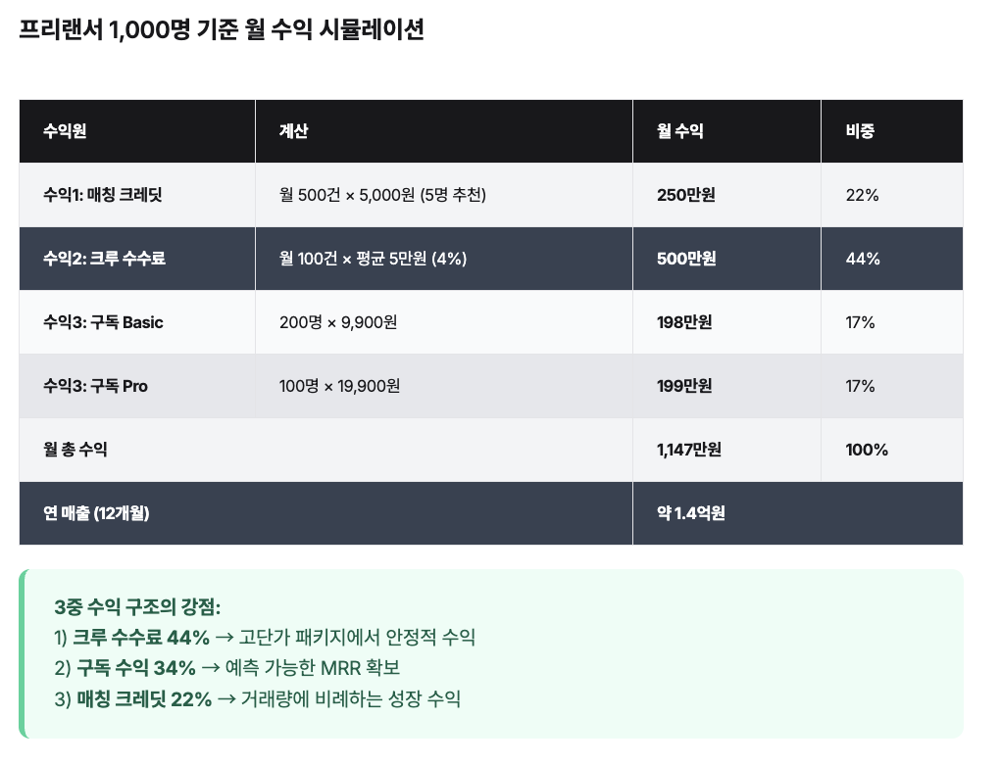 프리랜서 1,000명 기준 월 수익 시뮬레이션
수익원 계산 월 수익 비중
수익1: 매칭 크레딧 월 500건 × 5,000원 (5명 추천) 250만원 22%
수익2: 크루 수수료 월 100건 × 평균 5만원 (4%) 500만원 44%
수익3: 구독 Basic 200명 × 9,900원 198만원 17%
수익3: 구독 Pro 100명 × 19,900원 199만원 17%
월 총 수익 1,147만원 100%
연 매출 (12개월) 약 1.4억원
3중 수익 구조의 강점:
1) 크루 수수료 44% → 고단가 패키지에서 안정적 수익
2) 구독 수익 34% → 예측 가능한 MRR 확보
3) 매칭 크레딧 22% → 거래량에 비례하는 성장 수익